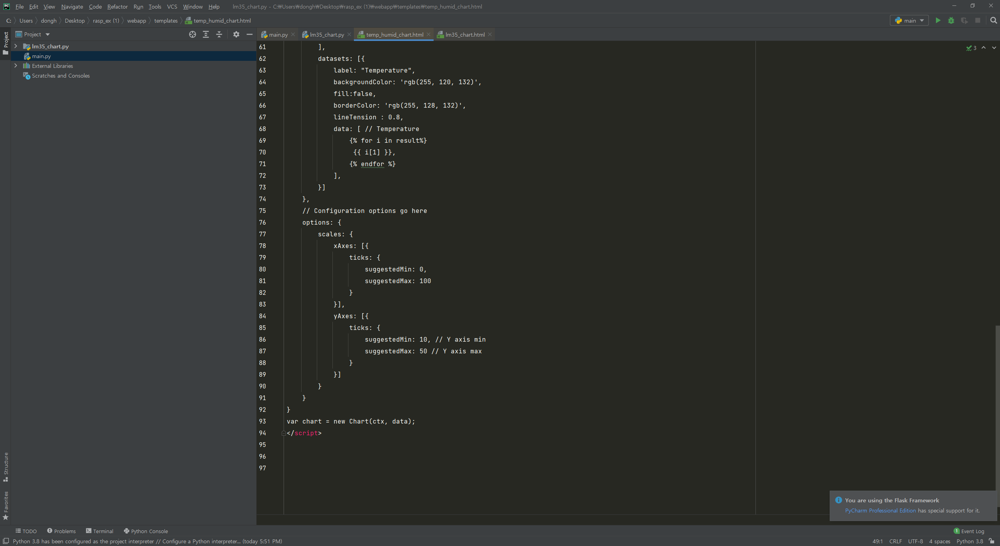 PC File Edit View Navigate Code Refactor Run Tools VCS Window Help lm35_chart.py - C:₩Users₩dongh₩Desktop₩rasp_ex (1)₩webapp₩templates₩temp_humid_chart.html
C: Users dongh Desktop rasp_ex (1) webapp templates temp_humid_chart.html main
Project main.py lm35_chart.py temp_humid_chart.html lm35_chart.html
Project
lm35_chart.py
main.py
External Libraries
Scratches and Consoles
Structure
Favorites
3
61 ],
62 datasets: [{
63 label: "Temperature",
64 backgroundColor: 'rgb(255, 120, 132)',
65 fill:false,
66 borderColor: 'rgb(255, 128, 132)',
67 lineTension : 0.8,
68 data: [ // Temperature
69 {% for i in result%}
70 {{ i[1] }},
71 {% endfor %}
72 ],
73 }]
74 },
75 // Configuration options go here
76 options: {
77 scales: {
78 xAxes: [{
79 ticks: {
80 suggestedMin: 0,
81 suggestedMax: 100
82 }
83 }],
84 yAxes: [{
85 ticks: {
86 suggestedMin: 10, // Y axis min
87 suggestedMax: 50 // Y axis max
88 }
89 }]
90 }
91 }
92 }
93 var chart = new Chart(ctx, data);
94 </script>
95
96
97
You are using the Flask Framework
PyCharm Professional Edition has special support for it.
TODO Problems Terminal Python Console 1 Event Log
Python 3.8 has been configured as the project interpreter // Configure a Python interpreter... (today 5:51 PM) 49:1 CRLF UTF-8 4 spaces Python 3.8